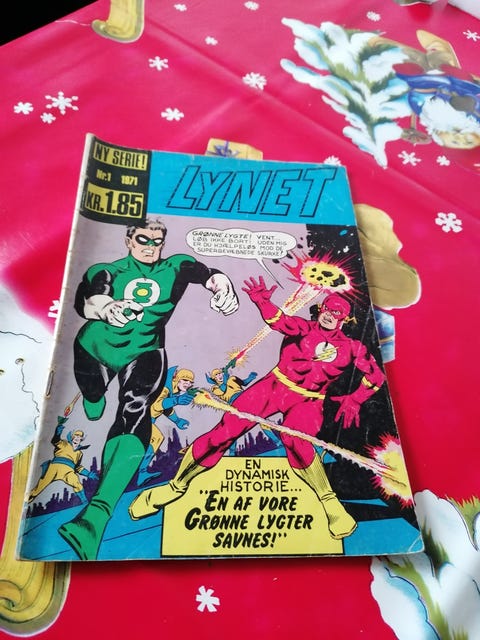 NY SERIE!
Nr.1 1971
KR.1.85
LYNET
GRØNNE LYGTE! VENT...
LØB IKKE BORT! UDEN MIG
ER DU HJÆLPELØS MOD DE
SUPERBEVÆBNEDE SKURKE!
EN
DYNAMISK
HISTORIE...
"EN AF VORE
GRØNNE LYGTER
SAVNES!"